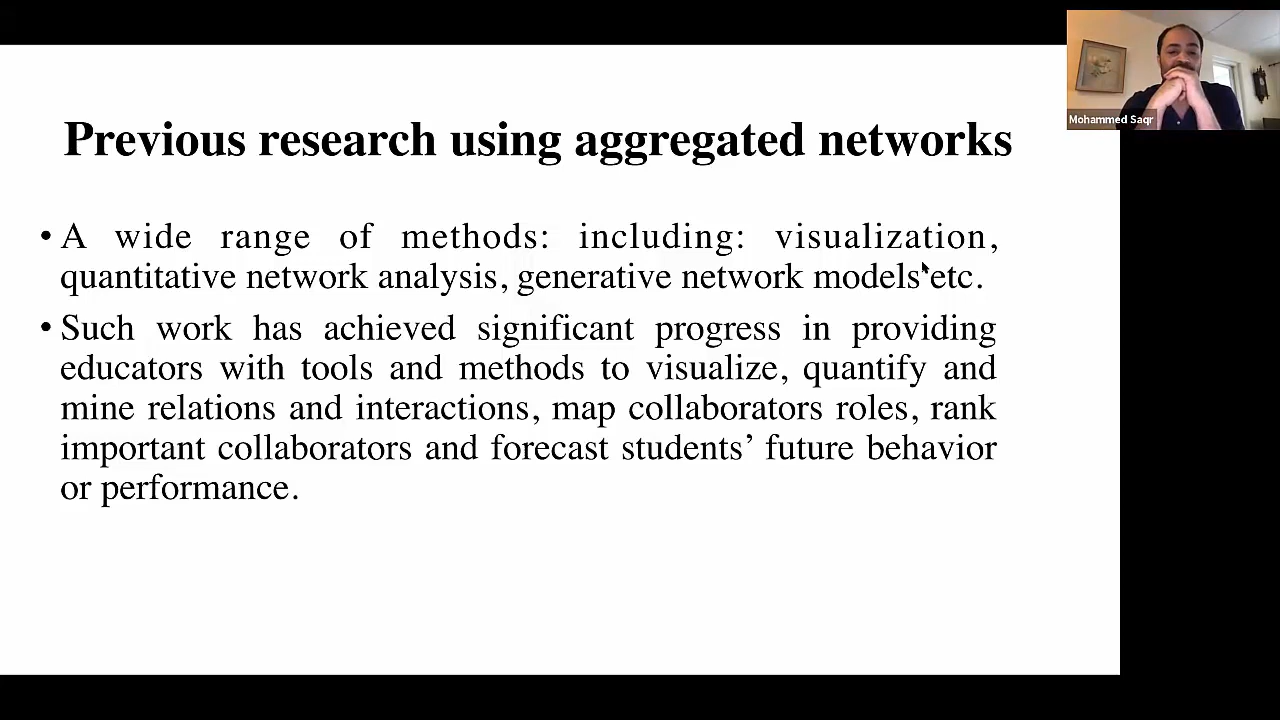 Previous research using aggregated networks
• A wide range of methods: including: visualization,
quantitative network analysis, generative network models etc.
• Such work has achieved significant progress in providing
educators with tools and methods to visualize, quantify and
mine relations and interactions, map collaborators roles, rank
important collaborators and forecast students’ future behavior
or performance.
Mohammed Saqr